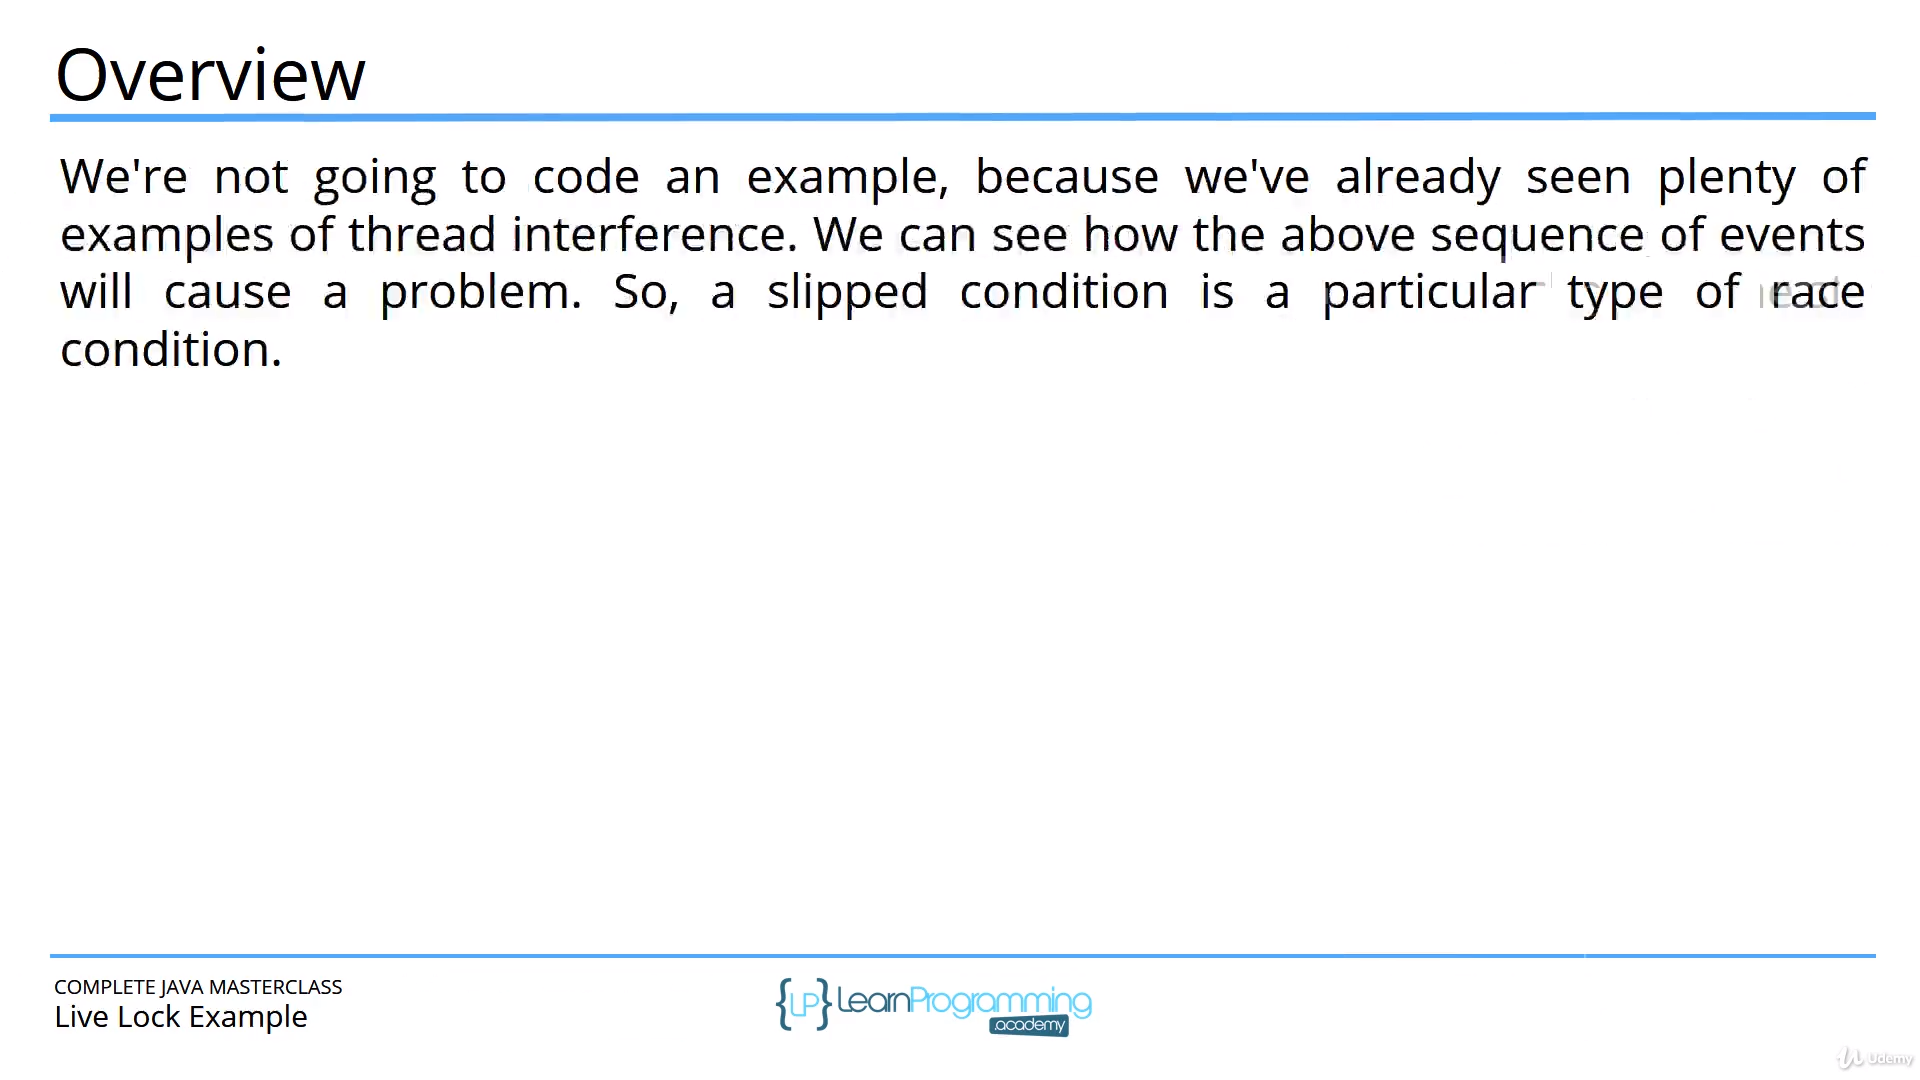 Overview
We're not going to code an example, because we've already seen plenty of
examples of thread interference. We can see how the above sequence of events
will cause a problem. So, a slipped condition is a particular type of race
condition.
COMPLETE JAVA MASTERCLASS
Live Lock Example
{LP} LearnProgramming
.academy
Udemy